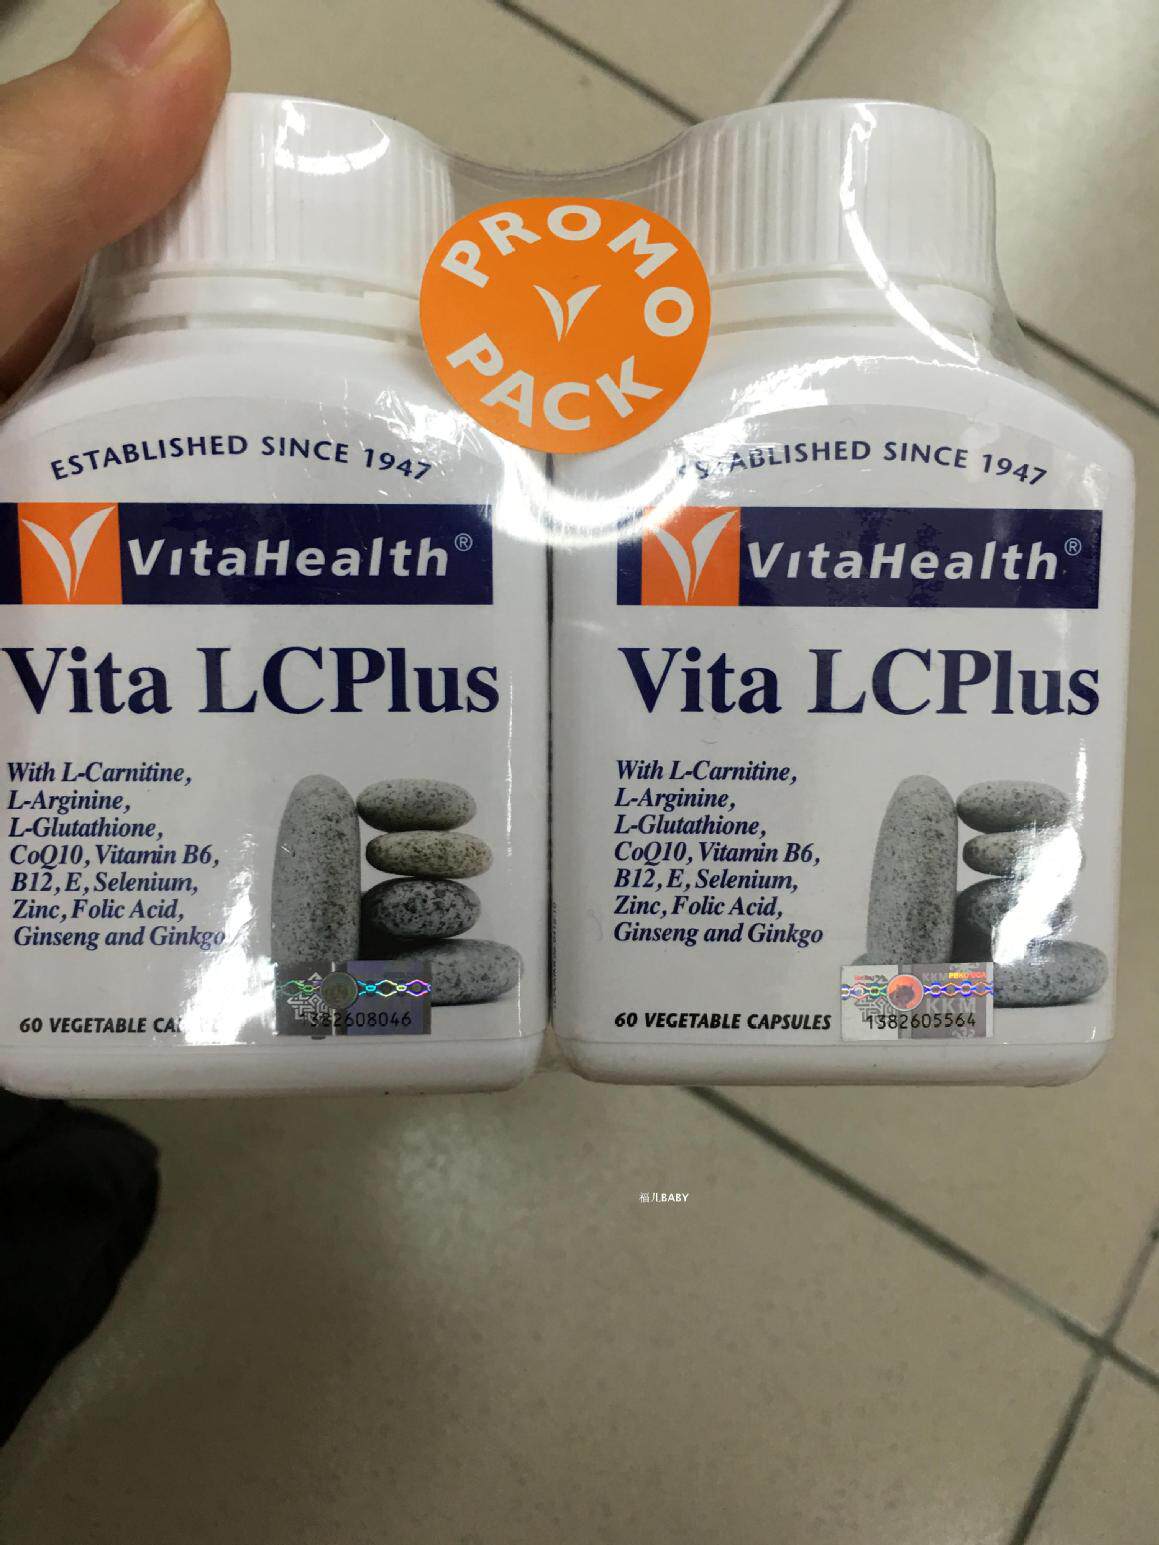 PROMO
PACK
ESTABLISHED SINCE 1947
VitaHealth®
Vita LCPlus
With L-Carnitine,
L-Arginine,
L-Glutathione,
CoQ10, Vitamin B6,
B12, E, Selenium,
Zinc, Folic Acid,
Ginseng and Ginkgo
60 VEGETABLE
1382608046
ESTABLISHED SINCE 1947
VitaHealth®
Vita LCPlus
With L-Carnitine,
L-Arginine,
L-Glutathione,
CoQ10, Vitamin B6,
B12, E, Selenium,
Zinc, Folic Acid,
Ginseng and Ginkgo
60 VEGETABLE CAPSULES
KKM
KKM
1382605564
福儿BABY